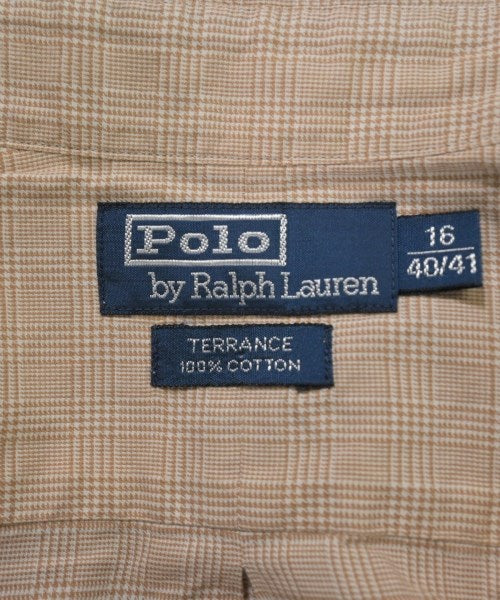 Polo
by Ralph Lauren
16
40/41
TERRANCE
100% COTTON